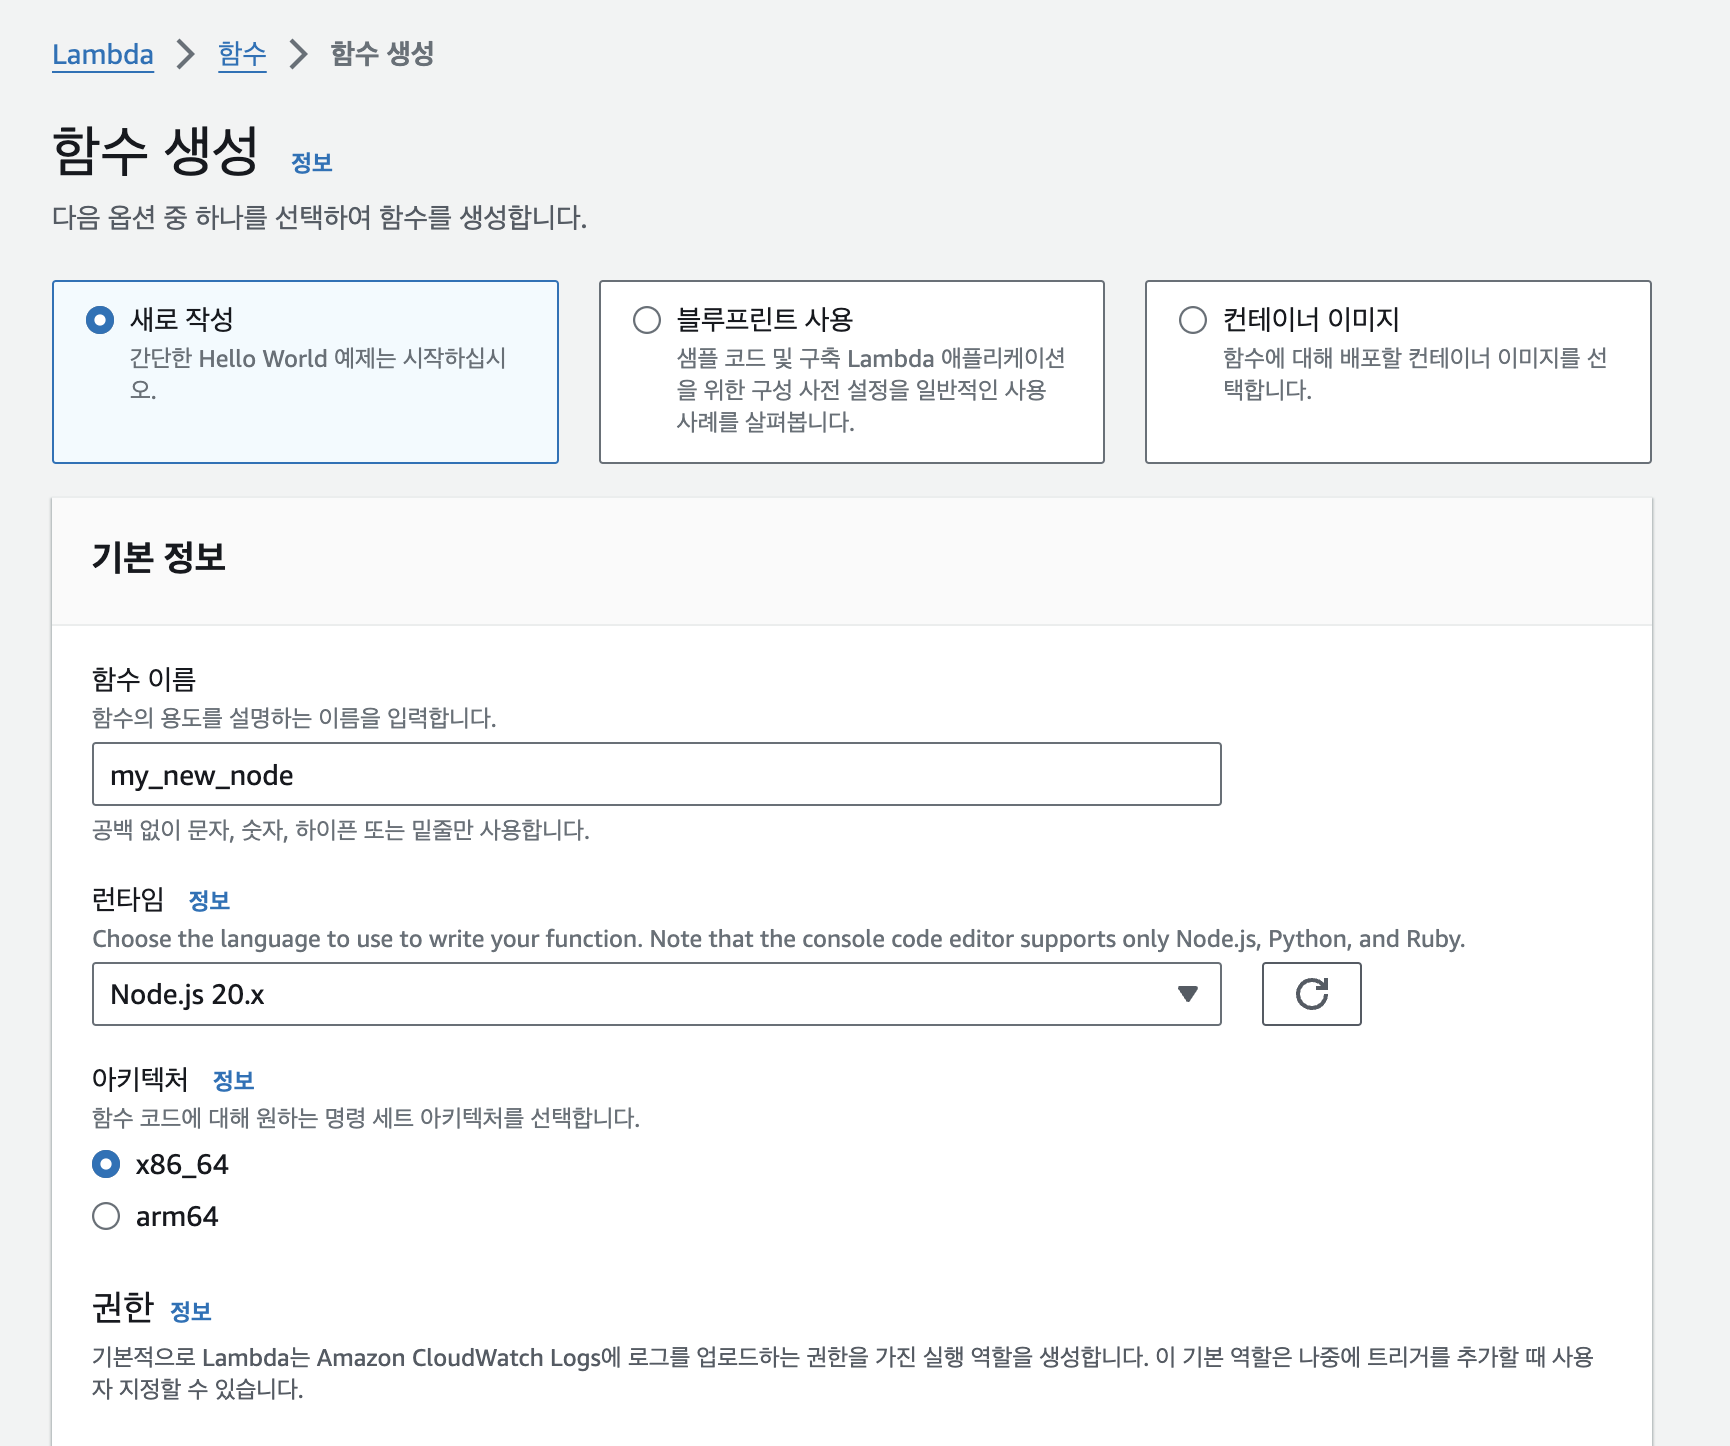 Lambda > 함수 > 함수 생성
함수 생성 정보
다음 옵션 중 하나를 선택하여 함수를 생성합니다.
새로 작성
간단한 Hello World 예제는 시작하십시
오.
블루프린트 사용
샘플 코드 및 구축 Lambda 애플리케이션
을 위한 구성 사전 설정을 일반적인 사용
사례를 살펴봅니다.
컨테이너 이미지
함수에 대해 배포할 컨테이너 이미지를 선
택합니다.
기본 정보
함수 이름
함수의 용도를 설명하는 이름을 입력합니다.
my_new_node
공백 없이 문자, 숫자, 하이픈 또는 밑줄만 사용합니다.
런타임 정보
Choose the language to use to write your function. Note that the console code editor supports only Node.js, Python, and Ruby.
Node.js 20.x
아키텍처 정보
함수 코드에 대해 원하는 명령 세트 아키텍처를 선택합니다.
x86_64
arm64
권한 정보
기본적으로 Lambda는 Amazon CloudWatch Logs에 로그를 업로드하는 권한을 가진 실행 역할을 생성합니다. 이 기본 역할은 나중에 트리거를 추가할 때 사용
자 지정할 수 있습니다.